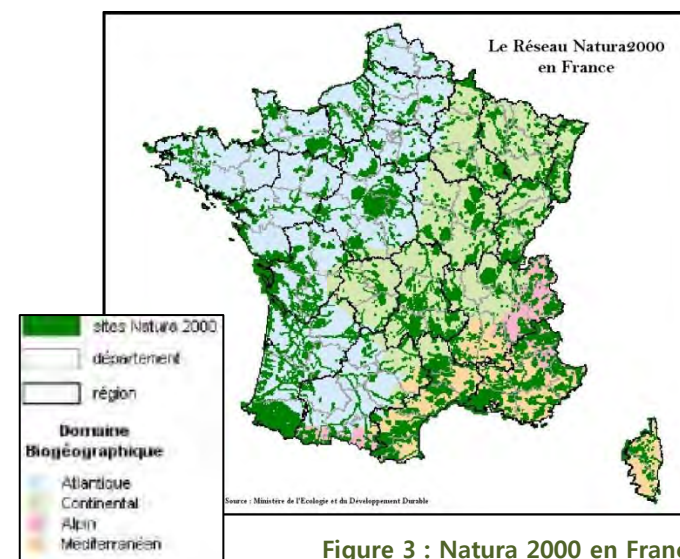 Le Réseau Natura2000
en France
sites Natura 2000
département
région
Domaine
Biogéographique
Atlantique
Continental
Alpin
Mediterranéen
Source : Ministère de l'Ecologie et du Développement Durable
Figure 3 : Natura 2000 en Franc